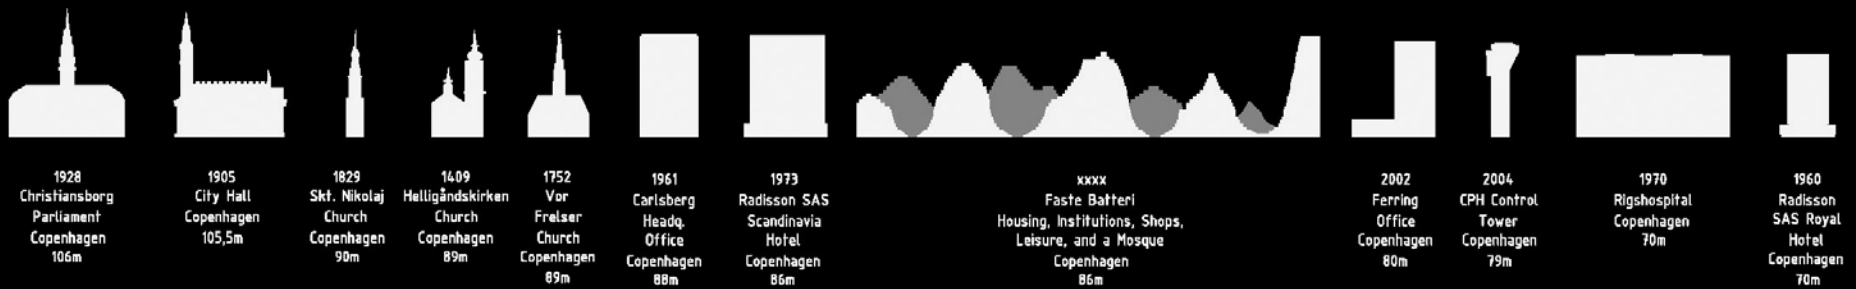 1928
Christiansborg
Parliament
Copenhagen
106m
1905
City Hall
Copenhagen
105,5m
1829
Skt. Nikolaj
Church
Copenhagen
90m
1409
Helligåndskirken
Church
Copenhagen
89m
1752
Vor
Frelser
Church
Copenhagen
89m
1961
Carlsberg
Headq.
Office
Copenhagen
88m
1973
Radisson SAS
Scandinavia
Hotel
Copenhagen
86m
xxxx
Faste Batteri
Housing, Institutions, Shops,
Leisure, and a Mosque
Copenhagen
86m
2002
Ferring
Office
Copenhagen
80m
2004
CPH Control
Tower
Copenhagen
79m
1970
Rigshospital
Copenhagen
70m
1960
Radisson
SAS Royal
Hotel
Copenhagen
70m